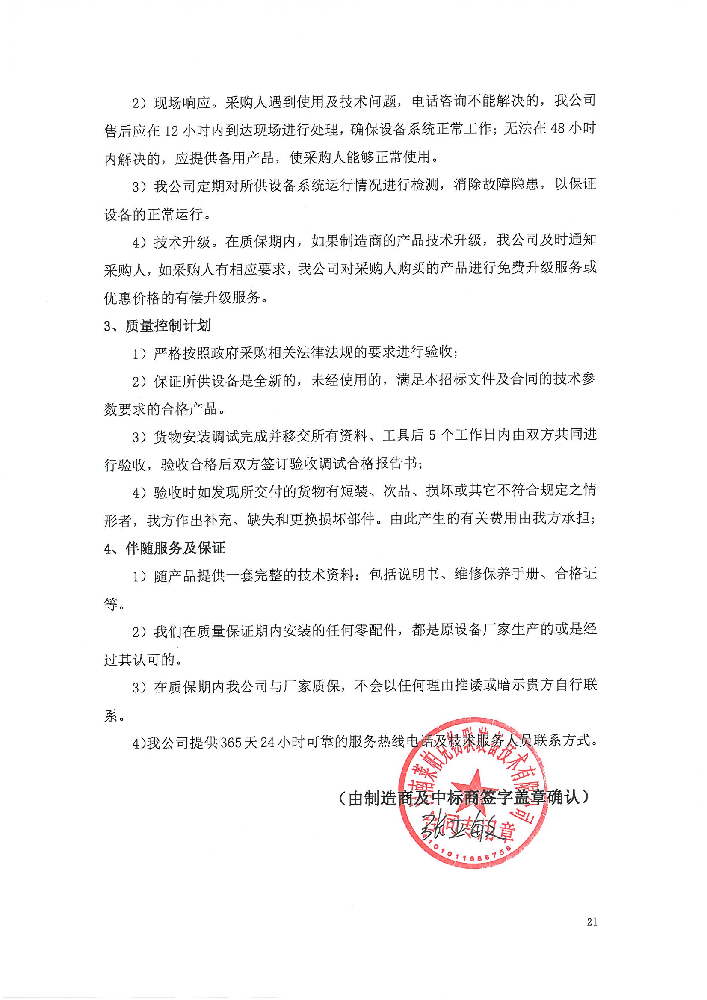 2）现场响应。采购人遇到使用及技术问题，电话咨询不能解决的，我公司
售后应在 12 小时内到达现场进行处理，确保设备系统正常工作；无法在 48 小时
内解决的，应提供备用产品，使采购人能够正常使用。
3）我公司定期对所供设备系统运行情况进行检测，消除故障隐患，以保证
设备的正常运行。
4）技术升级。在质保期内，如果制造商的产品技术升级，我公司及时通知
采购人，如采购人有相应要求，我公司对采购人购买的产品进行免费升级服务或
优惠价格的有偿升级服务。
3、质量控制计划
1）严格按照政府采购相关法律法规的要求进行验收；
2）保证所供设备是全新的，未经使用的，满足本招标文件及合同的技术参
数要求的合格产品。
3）货物安装调试完成并移交所有资料、工具后 5 个工作日内由双方共同进
行验收，验收合格后双方签订验收调试合格报告书；
4）验收时如发现所交付的货物有短装、次品、损坏或其它不符合规定之情
形者，我方作出补充、缺失和更换损坏部件。由此产生的有关费用由我方承担；
4、伴随服务及保证
1）随产品提供一套完整的技术资料：包括说明书、维修保养手册、合格证
等。
2）我们在质量保证期内安装的任何零配件，都是原设备厂家生产的或是经
过其认可的。
3）在质保期内我公司与厂家质保，不会以任何理由推诿或暗示贵方自行联
系。
4)我公司提供365天24小时可靠的服务热线电话及技术服务人员联系方式。
南莱帕克物联装备技术有限公司
（由制造商及中标商签字盖章确认）
合同专用章
张亚敏
4101011686758
21